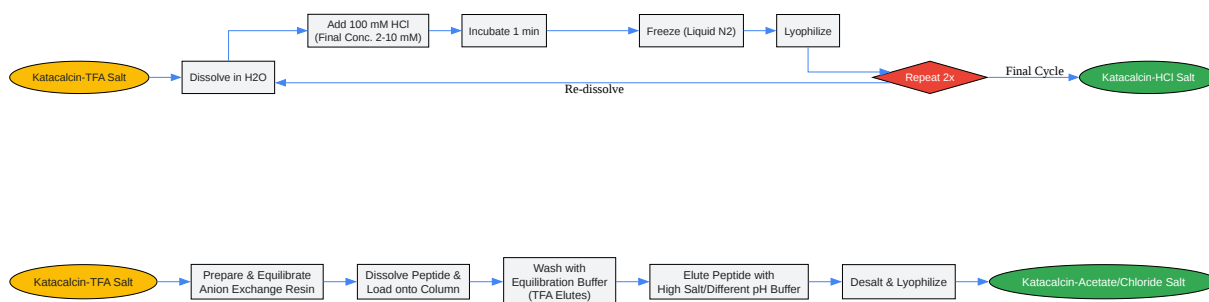 Katacalcin-TFA Salt
Dissolve in H2O
Add 100 mM HCl
(Final Conc. 2-10 mM)
Incubate 1 min
Freeze (Liquid N2)
Lyophilize
Repeat 2x
Re-dissolve
Final Cycle
Katacalcin-HCl Salt
Katacalcin-TFA Salt
Prepare & Equilibrate
Anion Exchange Resin
Dissolve Peptide &
Load onto Column
Wash with
Equilibration Buffer
(TFA Elutes)
Elute Peptide with
High Salt/Different pH Buffer
Desalt & Lyophilize
Katacalcin-Acetate/Chloride Salt